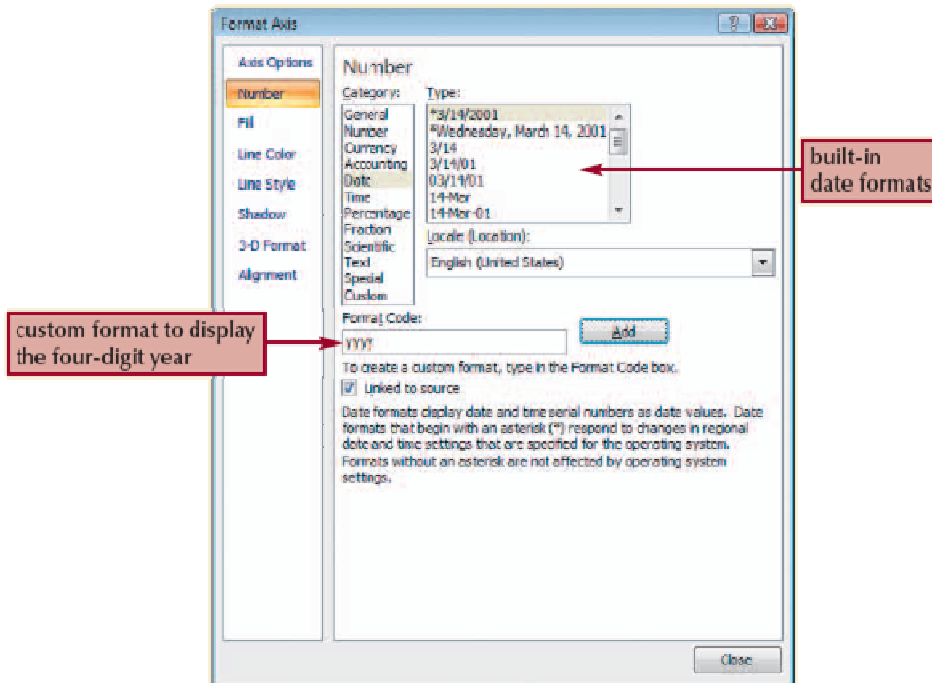 Format Axis
Axis Options
Number
Fill
Line Color
Line Style
Shadow
3-D Format
Alignment
Number
Category:
General
Number
Currency
Accounting
Date
Time
Percentage
Fraction
Scientific
Text
Special
Custom
Type:
*3/14/2001
*Wednesday, March 14, 2001
3/14
3/14/01
03/14/01
14-Mar
14-Mar-01
Locale (Location):
English (United States)
Format Code:
yyyy
Add
To create a custom format, type in the Format Code box.
Linked to source
Date formats display date and time serial numbers as date values. Date
formats that begin with an asterisk (*) respond to changes in regional
date and time settings that are specified for the operating system.
Formats without an asterisk are not affected by operating system
settings.
Close
built-in
date formats
custom format to display
the four-digit year